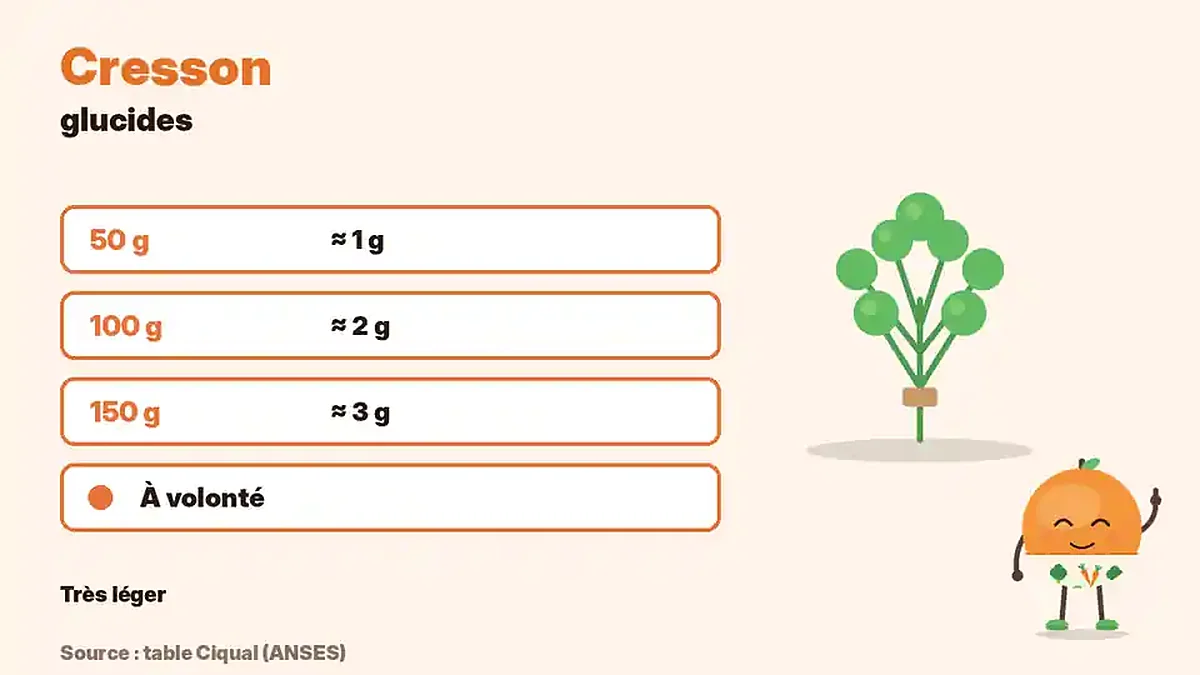 Cresson
glucides
50 g ≈ 1 g
100 g ≈ 2 g
150 g ≈ 3 g
À volonté
Très léger
Source : table Ciqual (ANSES)